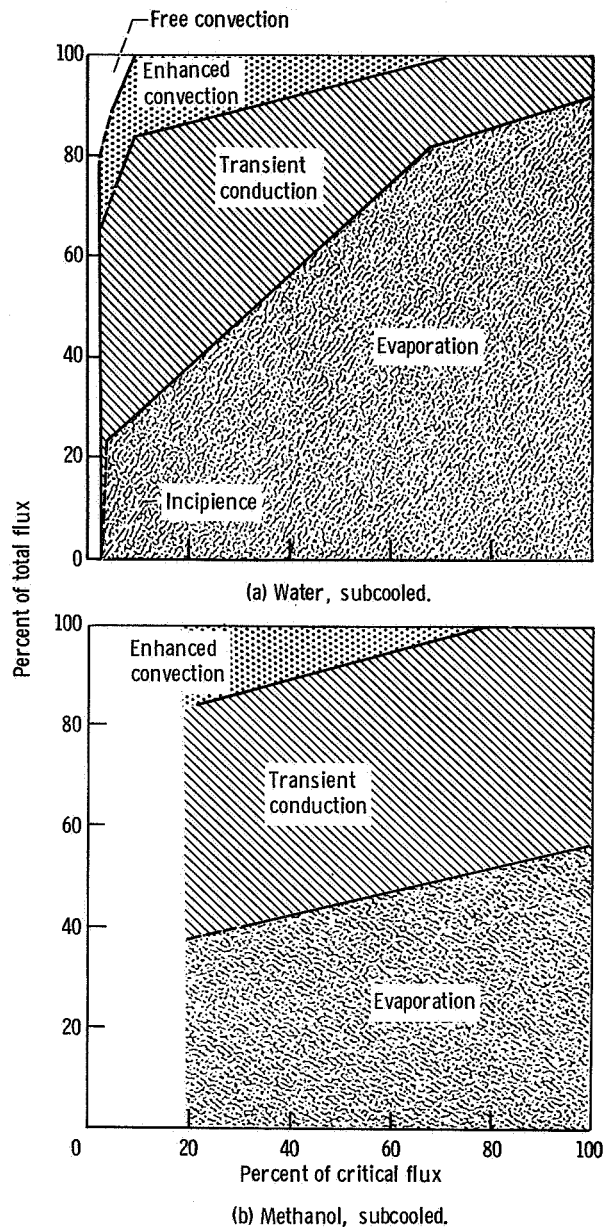 Free convection
100
Enhanced
convection
80
Transient
conduction
60
Evaporation
40
20
Incipience
0
(a) Water, subcooled.
Percent of total flux
100
Enhanced
convection
80
Transient
conduction
60
40
Evaporation
20
0 20 40 60 80 100
Percent of critical flux
(b) Methanol, subcooled.